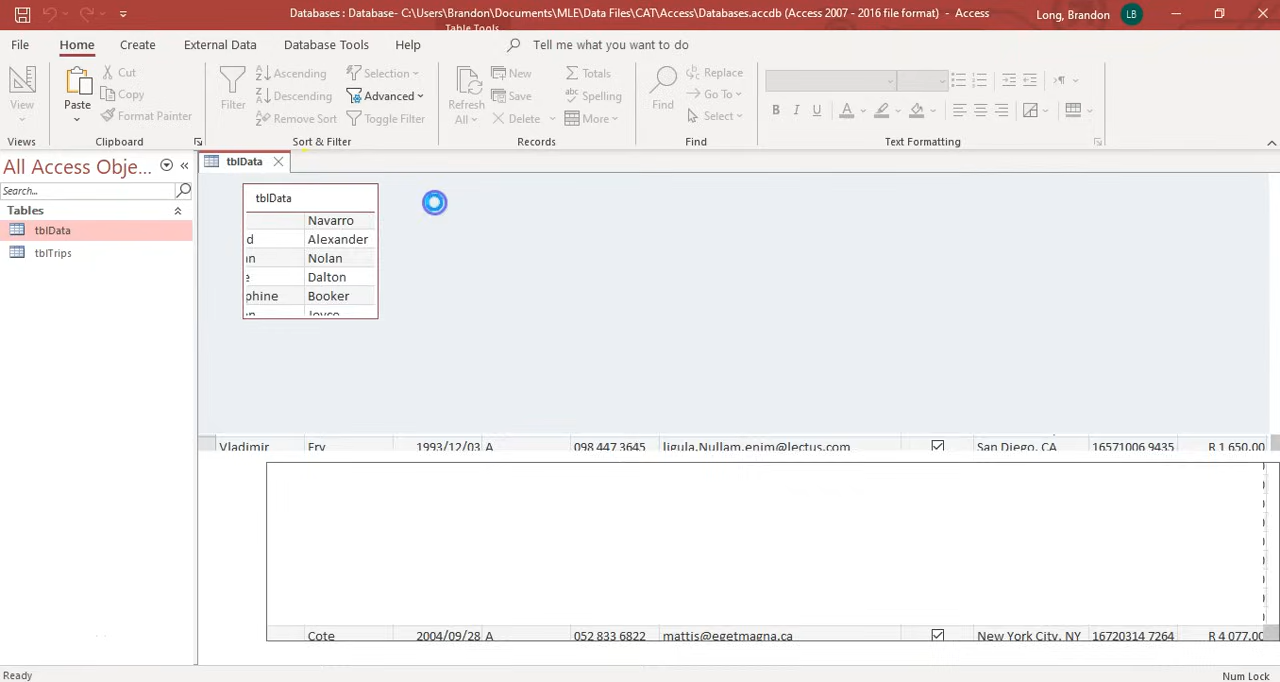 Databases : Database- C:\Users\Brandon\Documents\MLE\Data Files\CAT\Access\Databases.accdb (Access 2007 - 2016 file format) - Access
Long, Brandon
LB
Table Tools
File
Home
Create
External Data
Database Tools
Help
Tell me what you want to do
View
Paste
Cut
Copy
Format Painter
Filter
Ascending
Descending
Remove Sort
Selection
Advanced
Toggle Filter
Refresh
All
New
Save
Delete
Totals
Spelling
More
Find
Replace
Go To
Select
B I U A
Views
Clipboard
Sort & Filter
Records
Find
Text Formatting
All Access Obje...
Search...
Tables
tblData
tblTrips
tblData
tblData
Navarro
d Alexander
n Nolan
e Dalton
phine Booker
en Joyce
Vladimir Fry 1993/12/03 A 098 447 3645 ligula.Nullam.enim@lectus.com San Diego, CA 16571006 9435 R 1 650.00
Cote 2004/09/28 A 052 833 6822 mattis@egetmagna.ca New York City, NY 16720314 7264 R 4 077.00
Ready
Num Lock